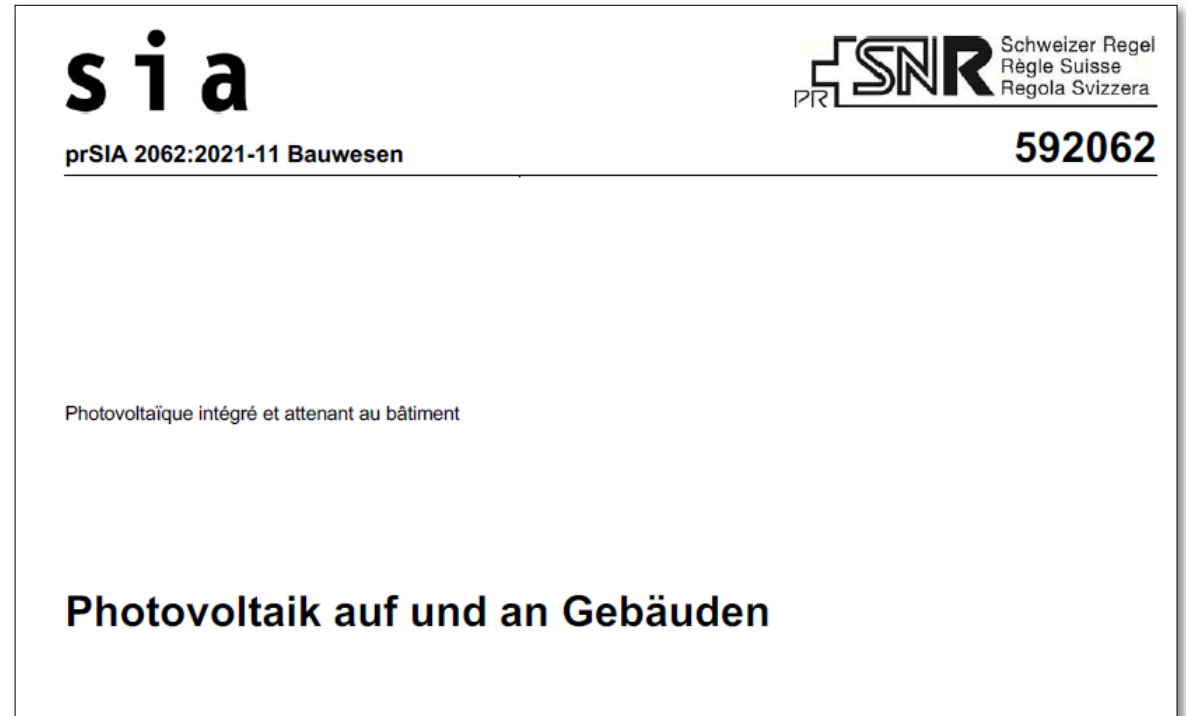 sia
PR SNR
Schweizer Regel
Règle Suisse
Regola Svizzera
prSIA 2062:2021-11 Bauwesen
592062
Photovoltaïque intégré et attenant au bâtiment
Photovoltaik auf und an Gebäuden